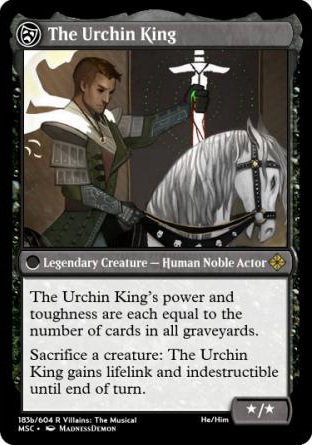 The Urchin King
Legendary Creature — Human Noble Actor
The Urchin King's power and
toughness are each equal to the
number of cards in all graveyards.
Sacrifice a creature: The Urchin
King gains lifelink and indestructible
until end of turn.
183b/604 R Villains: The Musical
He/Him
★/★
MSC • MadnessDemon